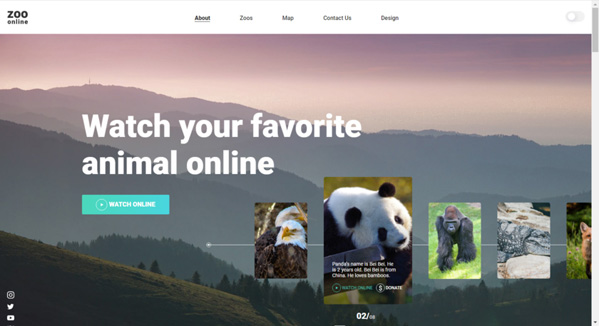 ZOO
online
About
Zoos
Map
Contact Us
Design
Watch your favorite
animal online
WATCH ONLINE
Panda's name is Bei Bei. He
is 2 years old. Bei Bei is from
China. He loves bamboos.
WATCH ONLINE
DONATE
02/08